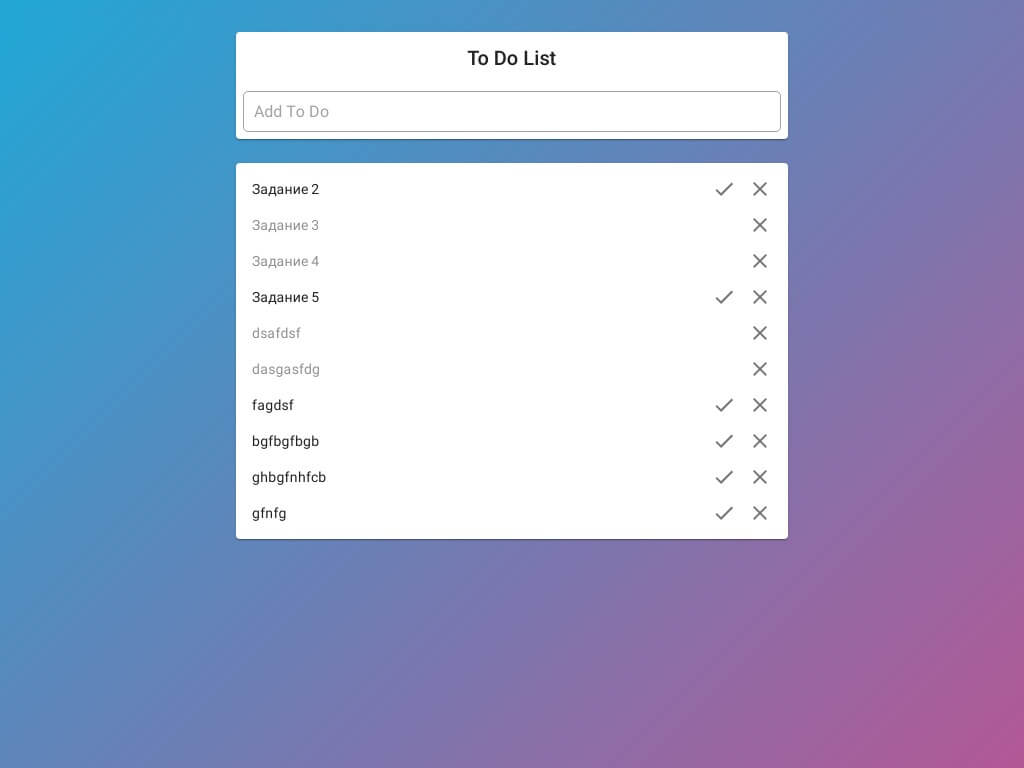 To Do List
Add To Do
Задание 2
Задание 3
Задание 4
Задание 5
dsafdsf
dasgasfdg
fagdsf
bgfbgfbgb
ghbgfnhfcb
gfnfg